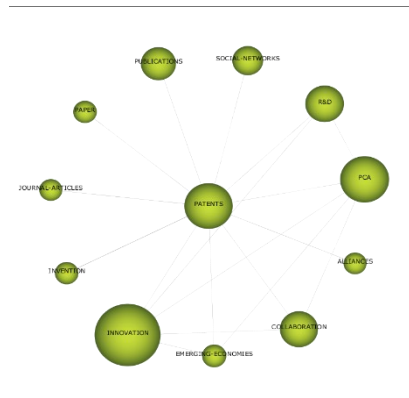 SOCIAL-NETWORKS
PUBLICATIONS
R&D
PAPER
PCA
JOURNAL-ARTICLES
PATENTS
ALLIANCES
INVENTION
COLLABORATION
INNOVATION
EMERGING-ECONOMIES